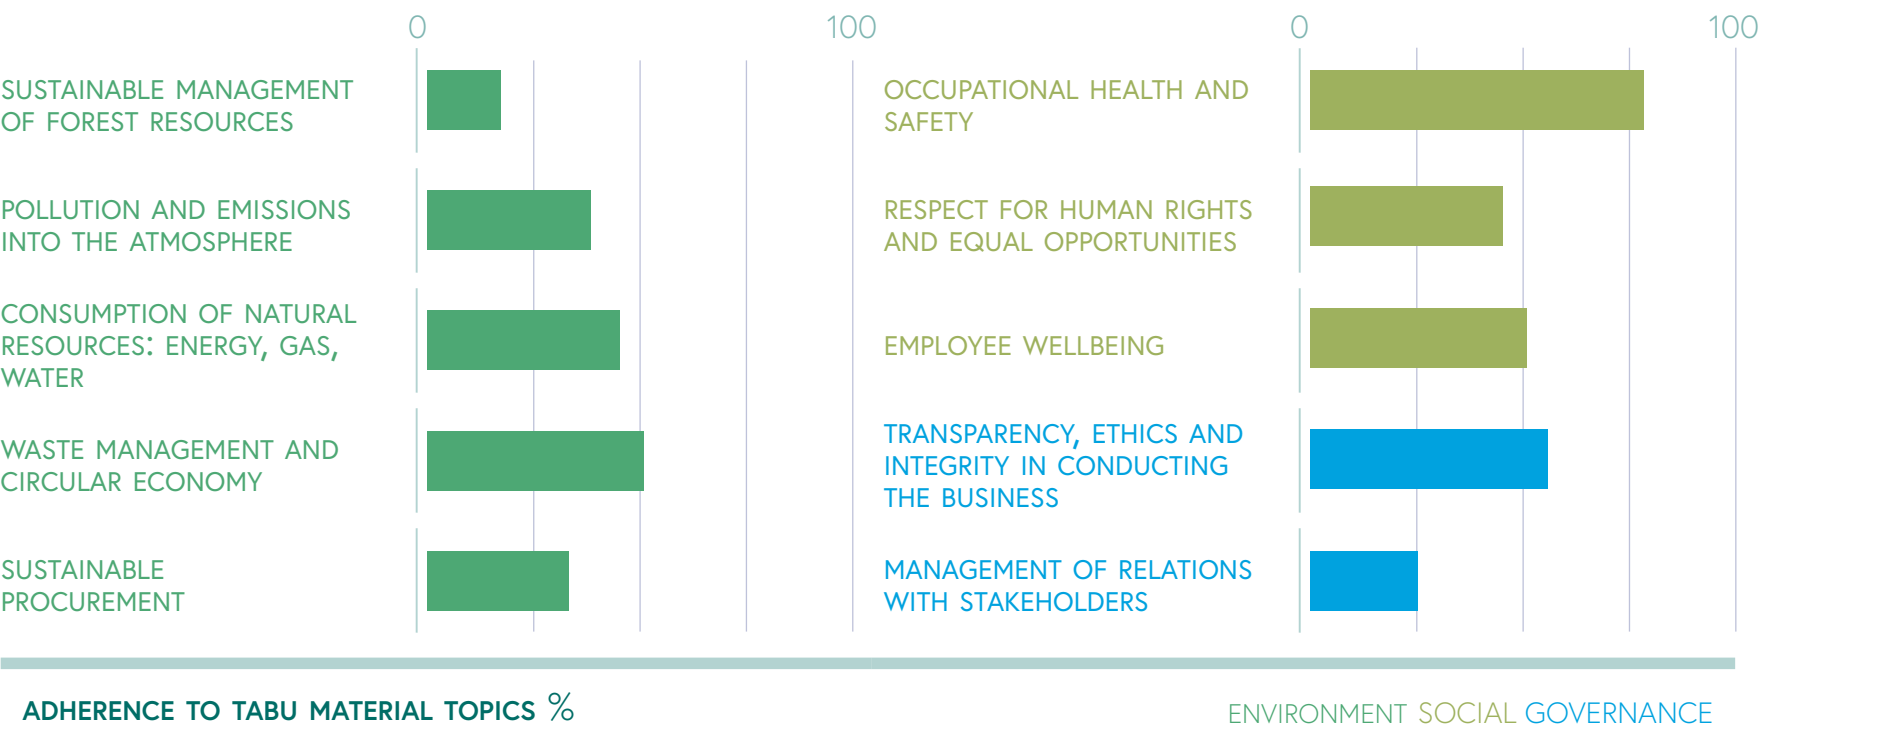 0 100
SUSTAINABLE MANAGEMENT
OF FOREST RESOURCES
POLLUTION AND EMISSIONS
INTO THE ATMOSPHERE
CONSUMPTION OF NATURAL
RESOURCES: ENERGY, GAS,
WATER
WASTE MANAGEMENT AND
CIRCULAR ECONOMY
SUSTAINABLE
PROCUREMENT
0 100
OCCUPATIONAL HEALTH AND
SAFETY
RESPECT FOR HUMAN RIGHTS
AND EQUAL OPPORTUNITIES
EMPLOYEE WELLBEING
TRANSPARENCY, ETHICS AND
INTEGRITY IN CONDUCTING
THE BUSINESS
MANAGEMENT OF RELATIONS
WITH STAKEHOLDERS
ADHERENCE TO TABU MATERIAL TOPICS %
ENVIRONMENT SOCIAL GOVERNANCE